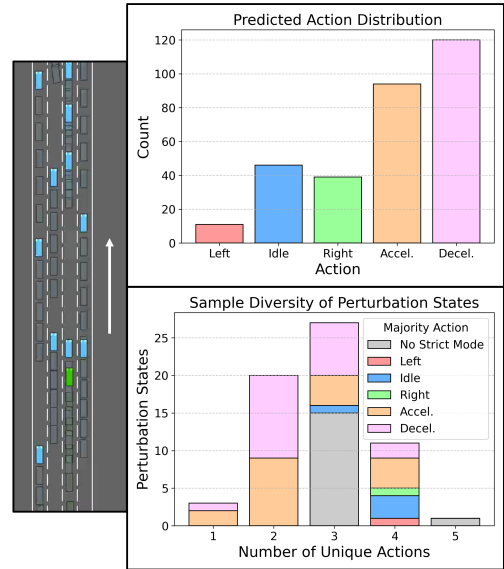 Predicted Action Distribution
120
100
80
60
40
20
0
Count
Left Idle Right Accel. Decel.
Action
Sample Diversity of Perturbation States
25
20
15
10
5
0
Perturbation States
Majority Action
No Strict Mode
Left
Idle
Right
Accel.
Decel.
1 2 3 4 5
Number of Unique Actions